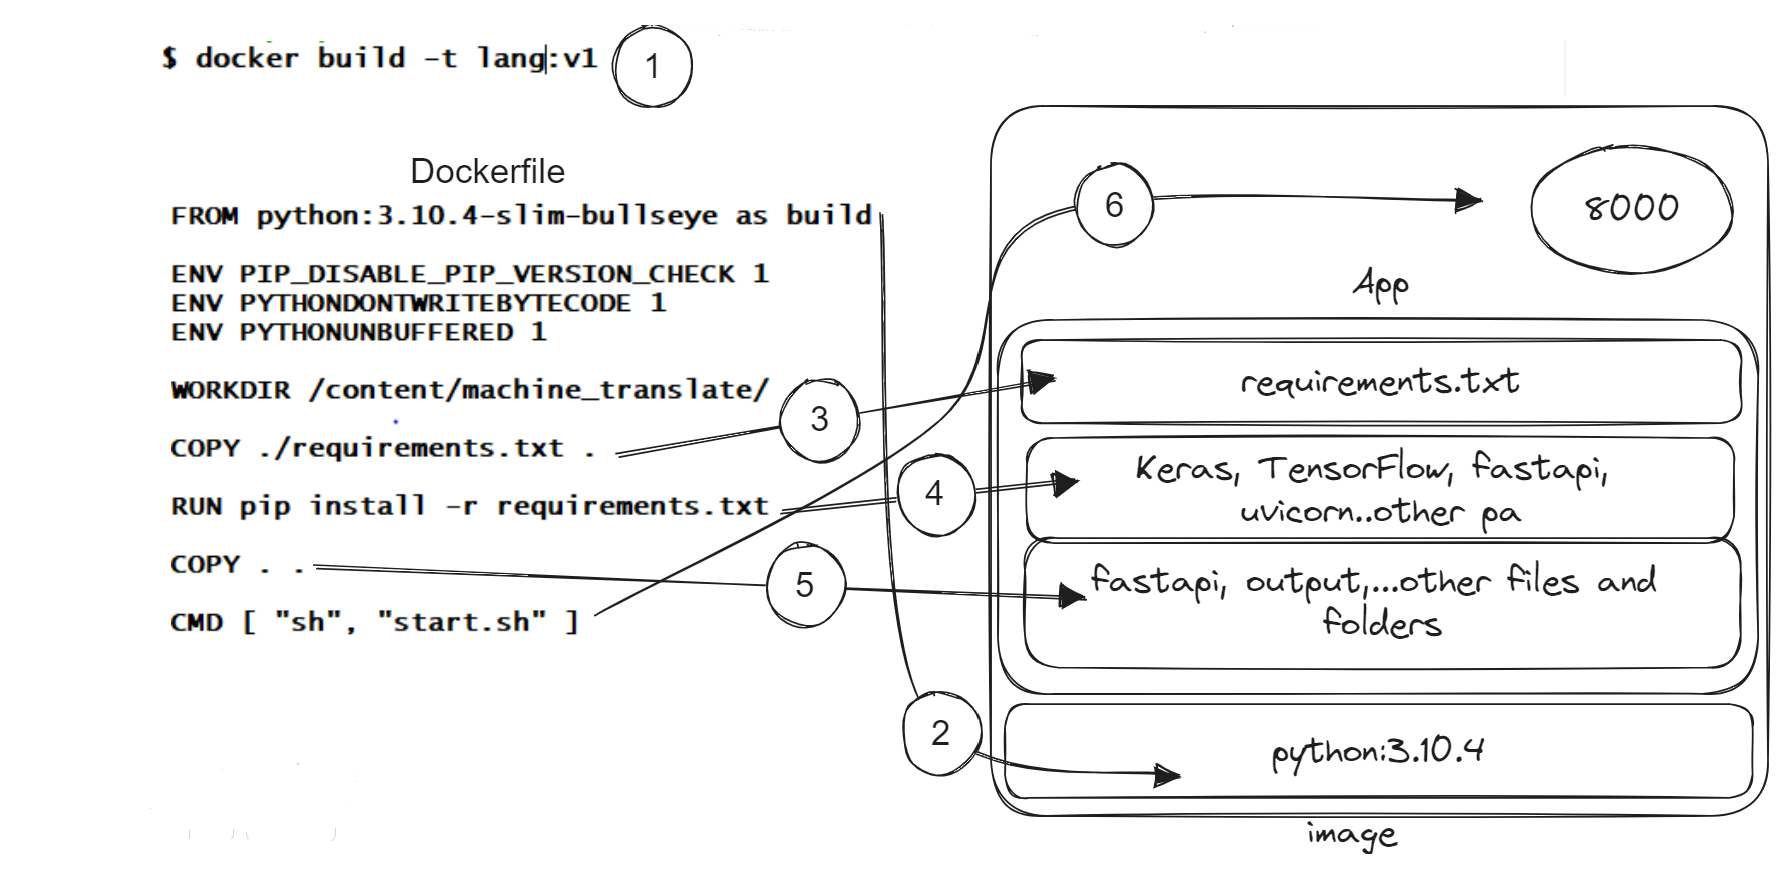 $ docker build -t lang:v1
1
Dockerfile
FROM python:3.10.4-slim-bullseye as build
ENV PIP_DISABLE_PIP_VERSION_CHECK 1
ENV PYTHONDONTWRITEBYTECODE 1
ENV PYTHONUNBUFFERED 1
WORKDIR /content/machine_translate/
COPY ./requirements.txt .
RUN pip install -r requirements.txt
COPY . .
CMD [ "sh", "start.sh" ]
3
4
5
2
6
8000
App
requirements.txt
Keras, TensorFlow, fastapi,
uvicorn..other pa
fastapi, output,...other files and
folders
python:3.10.4
image